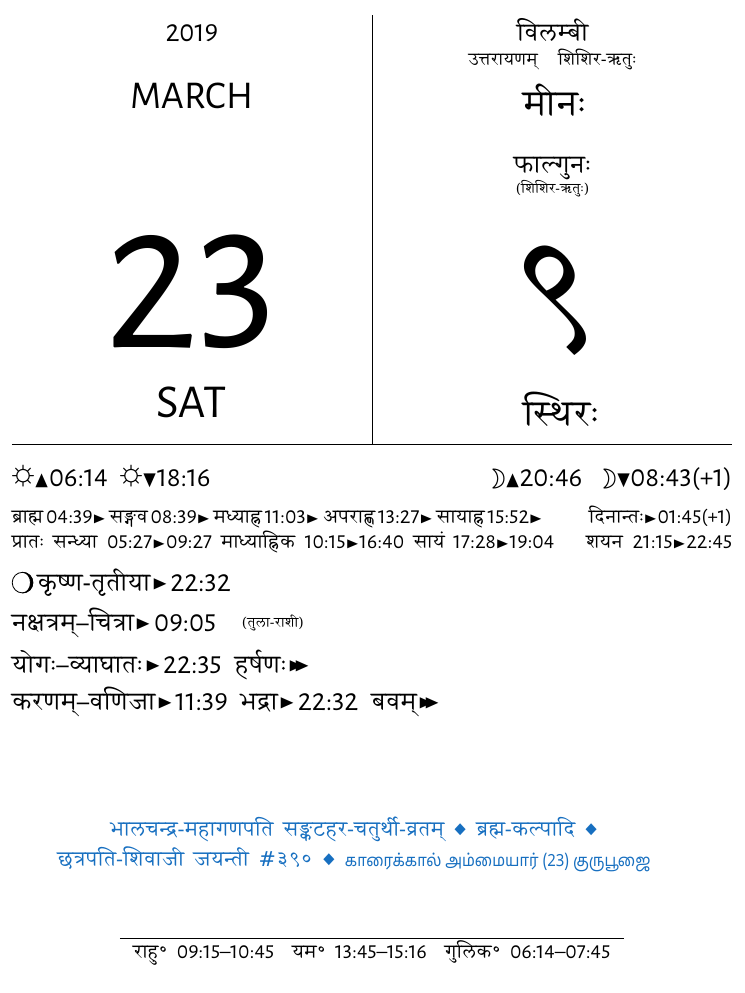 2019
MARCH
23
SAT
विलम्बी
उत्तरायणम् शिशिर-ऋतुः
मीनः
फाल्गुनः
(शिशिर-ऋतुः)
९
स्थिरः
☼▲06:14 ☼▼18:16 ☽▲20:46 ☽▼08:43(+1)
ब्राह्म 04:39► सङ्गव 08:39► मध्याह्न 11:03► अपराह्ण 13:27► सायाह्न 15:52► दिनान्तः►01:45(+1)
प्रातः सन्ध्या 05:27►09:27 माध्याह्निक 10:15►16:40 सायं 17:28►19:04 शयन 21:15►22:45
❍कृष्ण-तृतीया►22:32
नक्षत्रम्–चित्रा►09:05 (तुला-राशी)
योगः–व्याघातः►22:35 हर्षणः►►
करणम्–वणिजा►11:39 भद्रा►22:32 बवम्►►
भालचन्द्र-महागणपति सङ्कटहर-चतुर्थी-व्रतम् ◆ ब्रह्म-कल्पादि ◆
छत्रपति-शिवाजी जयन्ती #३९० ◆ காரைக்கால் அம்மையார் (23) குருபூஜை
राहु॰ 09:15–10:45 यम॰ 13:45–15:16 गुलिक॰ 06:14–07:45